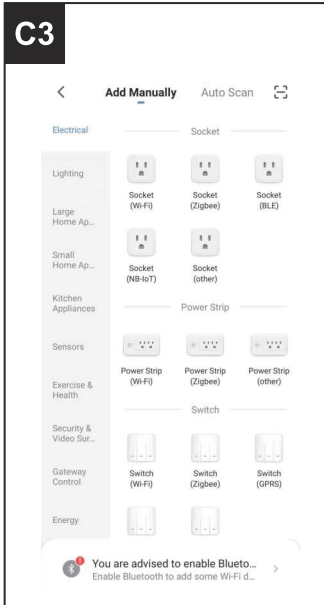 C3
Add Manually
Auto Scan
Electrical
Lighting
Large
Home Ap...
Small
Home Ap...
Kitchen
Appliances
Sensors
Exercise &
Health
Security &
Video Sur...
Gateway
Control
Energy
Socket
Socket
(Wi-Fi)
Socket
(Zigbee)
Socket
(BLE)
Socket
(NB-IoT)
Socket
(other)
Power Strip
Power Strip
(Wi-Fi)
Power Strip
(Zigbee)
Power Strip
(other)
Switch
Switch
(Wi-Fi)
Switch
(Zigbee)
Switch
(GPRS)
You are advised to enable Blueto...
Enable Bluetooth to add some Wi-Fi d...